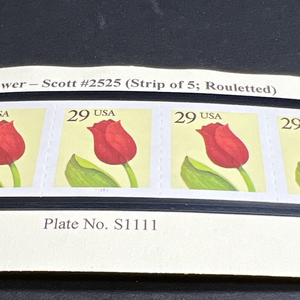 wer – Scott #2525 (Strip of 5; Rouletted)
29 USA 29 USA
Plate No. S1111